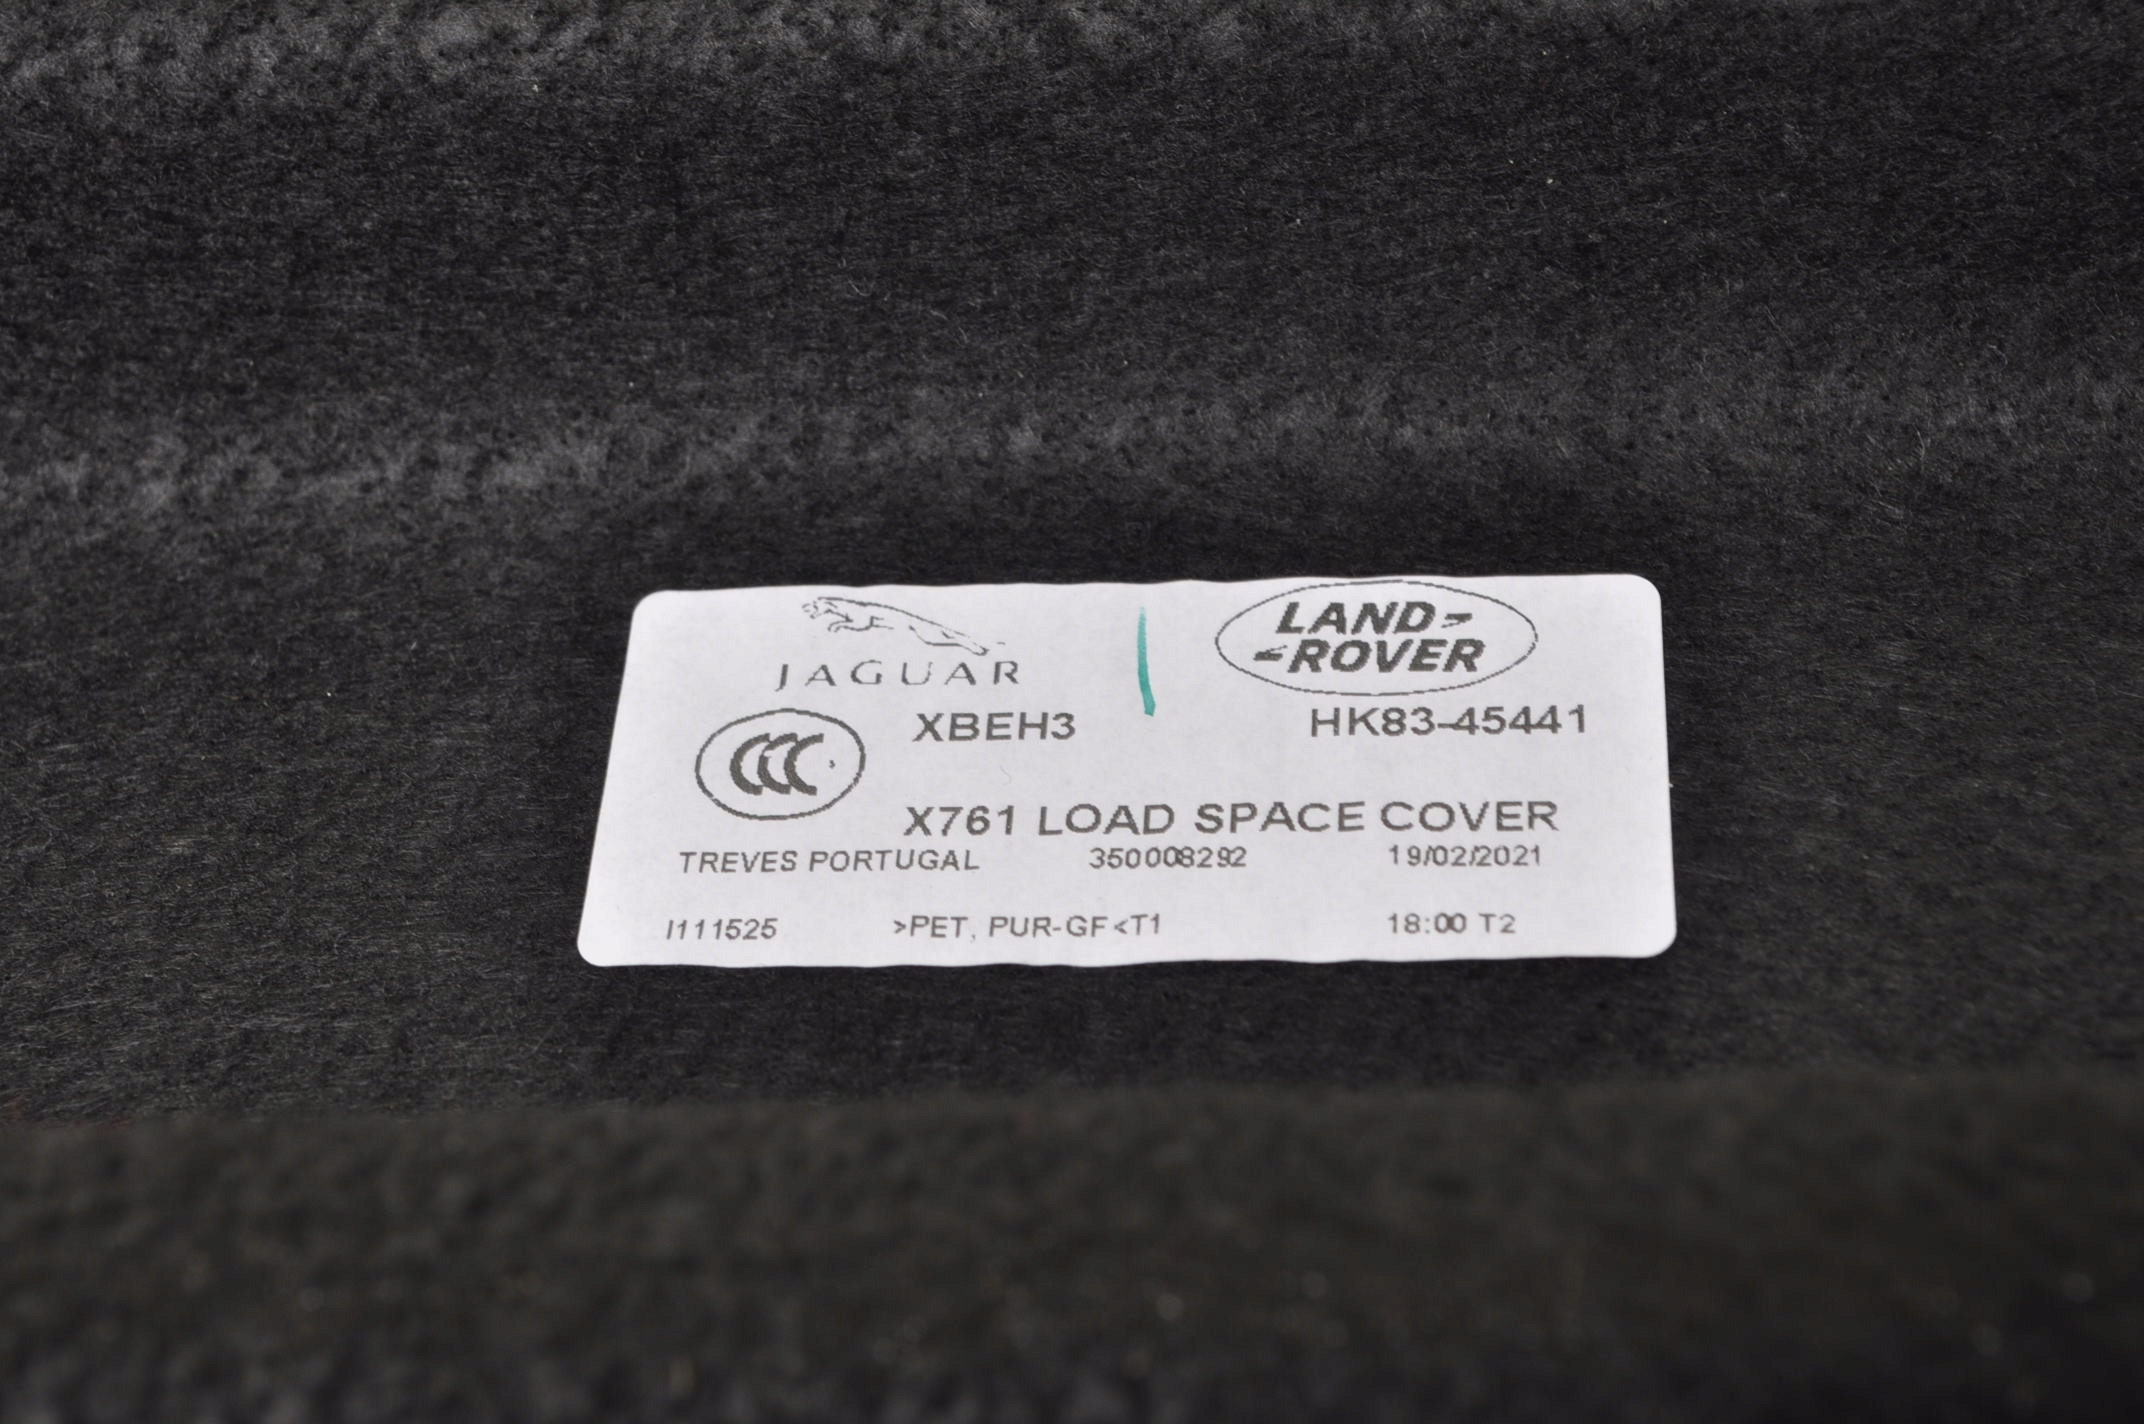 JAGUAR
LAND-
-ROVER
XBEH3 HK83-45441
CCC
X761 LOAD SPACE COVER
TREVES PORTUGAL 350008292 19/02/2021
I111525 >PET, PUR-GF<T1 18:00 T2